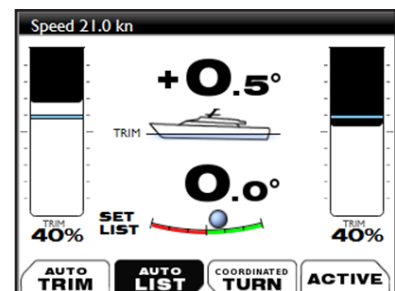 Speed 21.0 kn
+0.5°
TRIM
0.0°
SET
LIST
TRIM
40%
TRIM
40%
AUTO
TRIM
AUTO
LIST
COORDINATED
TURN
ACTIVE